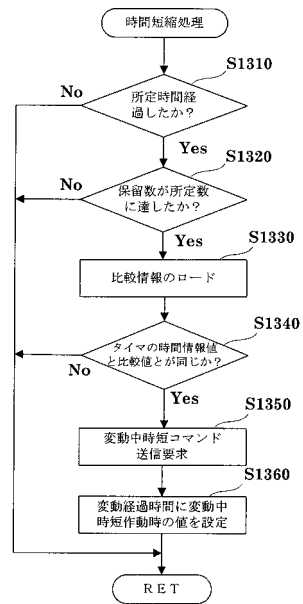 時間短縮処理
S1310
所定時間経
過したか？
No
Yes
S1320
保留数が所定数
に達したか？
No
Yes
S1330
比較情報のロード
S1340
タイマの時間情報値
と比較値とが同じか？
No
Yes
S1350
変動中時短コマンド
送信要求
S1360
変動経過時間に変動中
時短作動時の値を設定
RET